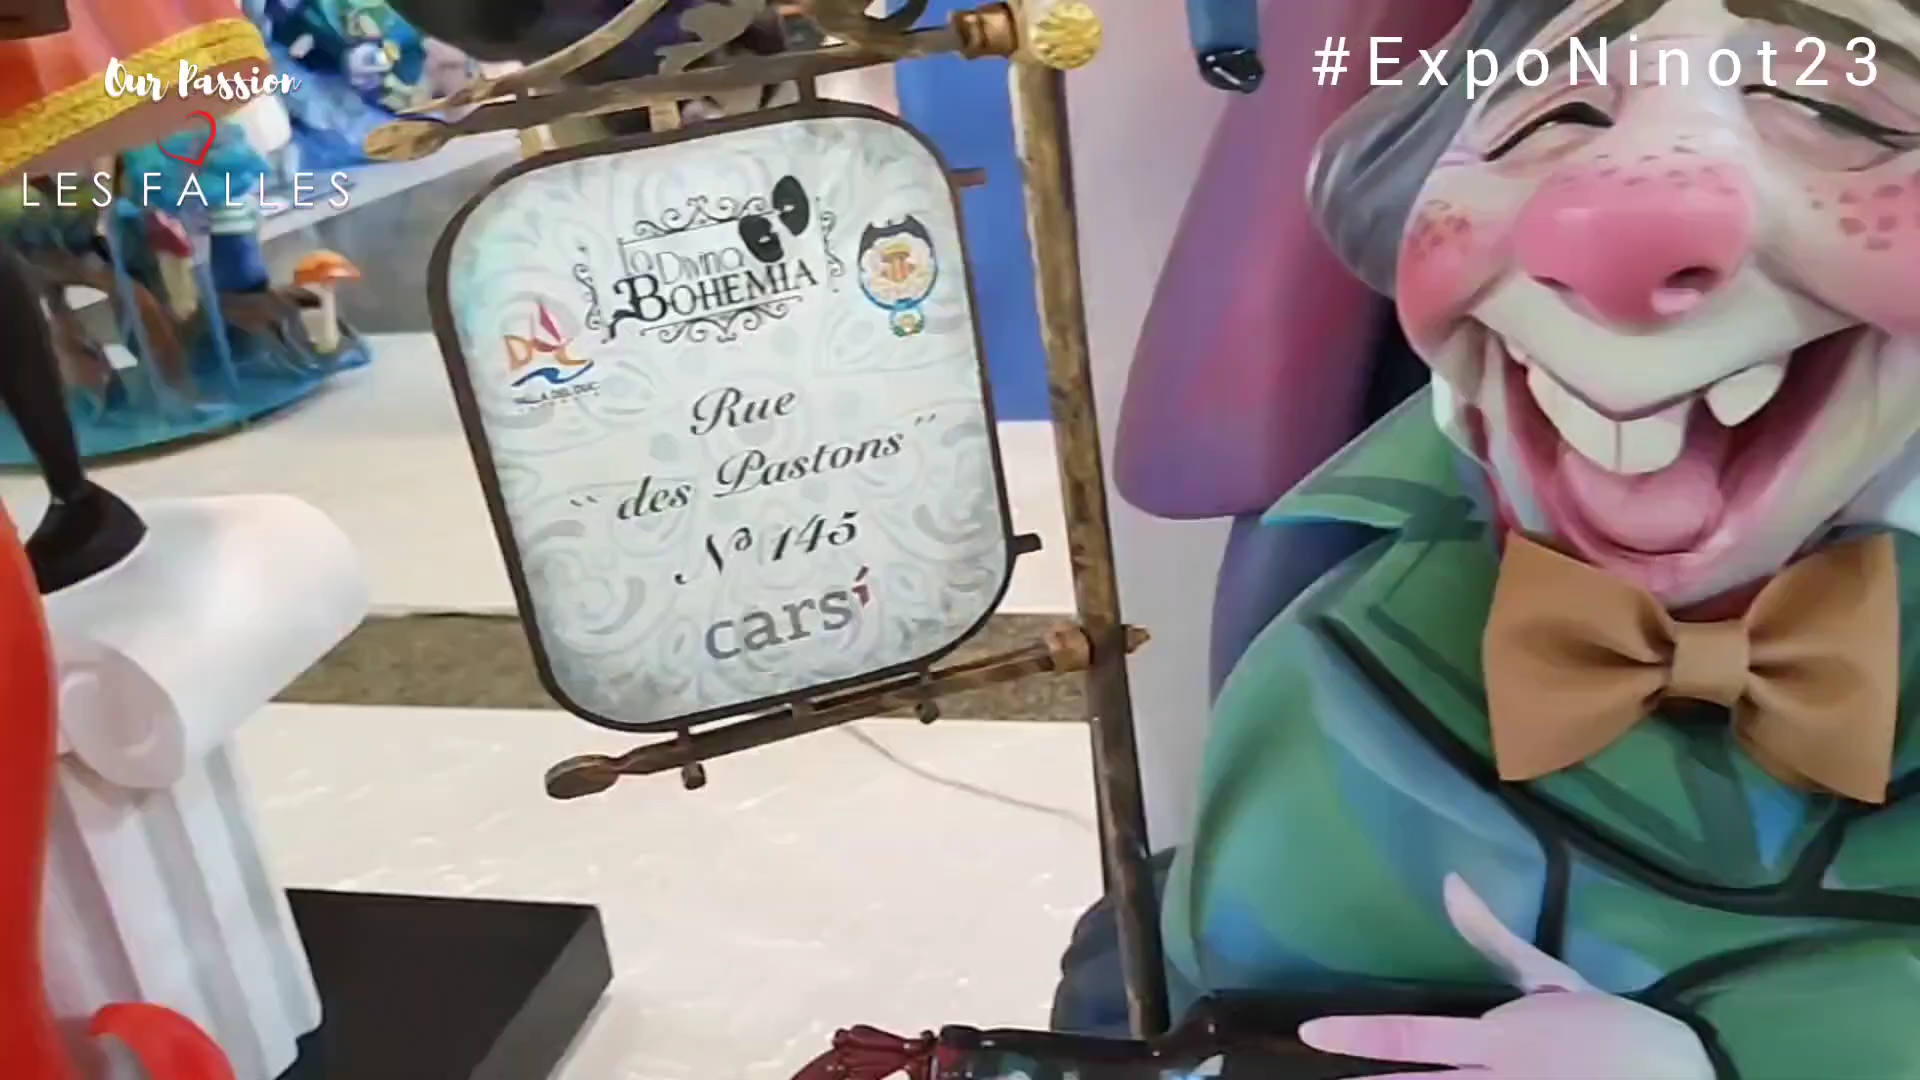 Our Passion
LES FALLES
#ExpoNinot23
La Divina
BOHEMIA
Rue
“des Pastons”
Nº 145
carsí